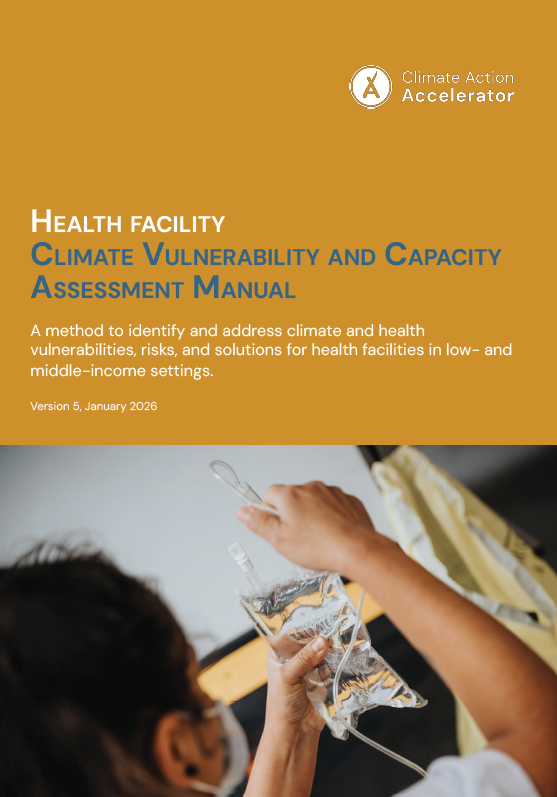 Climate Action
Accelerator
HEALTH FACILITY
CLIMATE VULNERABILITY AND CAPACITY
ASSESSMENT MANUAL
A method to identify and address climate and health
vulnerabilities, risks, and solutions for health facilities in low- and
middle-income settings.
Version 5, January 2026